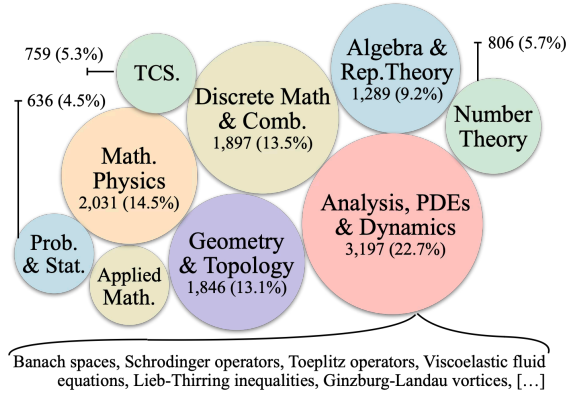 759 (5.3%)
TCS.
636 (4.5%)
Discrete Math
& Comb.
1,897 (13.5%)
Algebra &
Rep.Theory
1,289 (9.2%)
806 (5.7%)
Number
Theory
Math.
Physics
2,031 (14.5%)
Analysis, PDEs
& Dynamics
3,197 (22.7%)
Prob.
& Stat.
Applied
Math.
Geometry
& Topology
1,846 (13.1%)
Banach spaces, Schrodinger operators, Toeplitz operators, Viscoelastic fluid
equations, Lieb-Thirring inequalities, Ginzburg-Landau vortices, […]